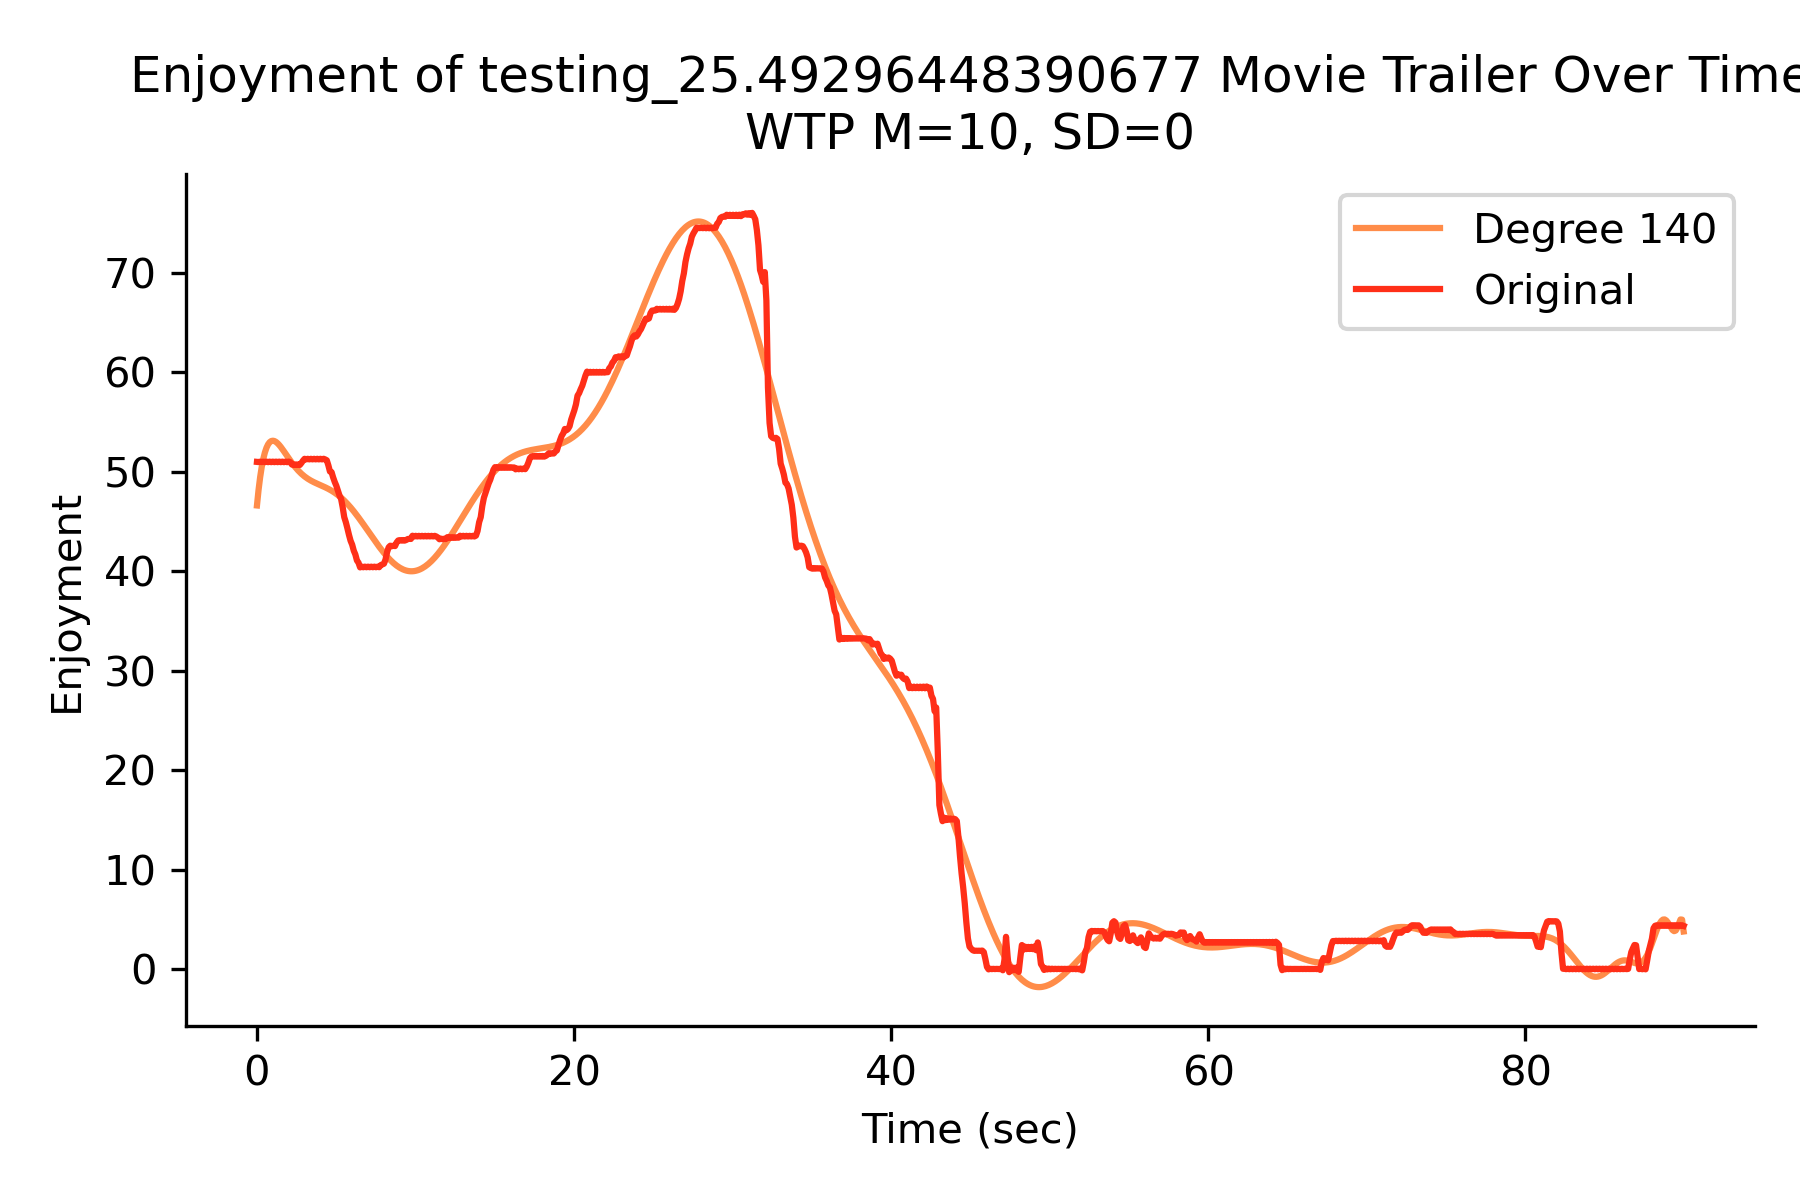 Enjoyment of testing_25.49296448390677 Movie Trailer Over Time
WTP M=10, SD=0
Degree 140
Original
Enjoyment
70
60
50
40
30
20
10
0
0 20 40 60 80
Time (sec)